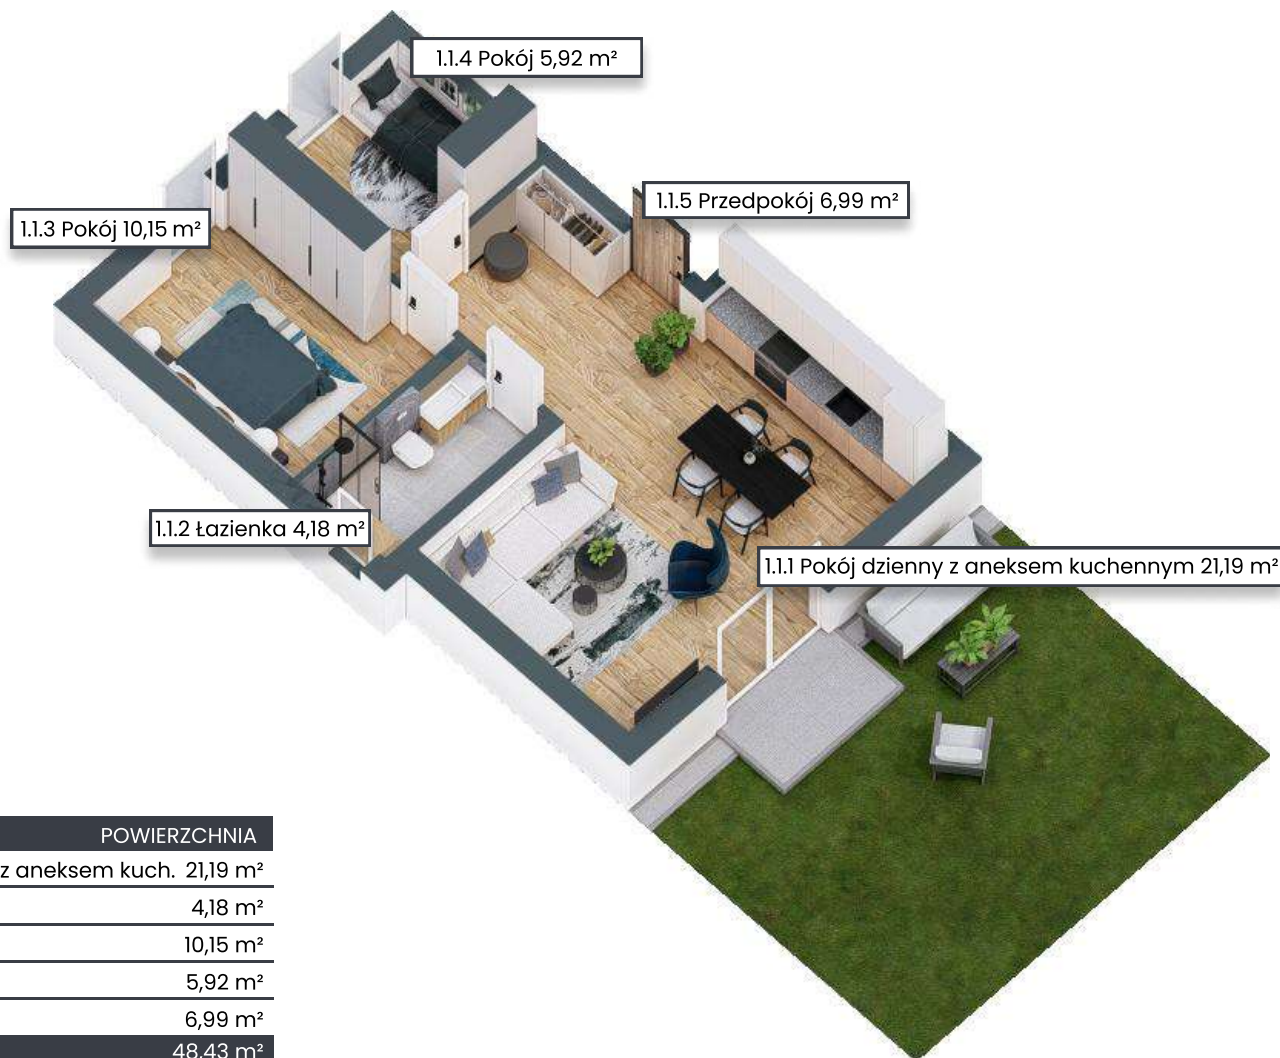 1.1.4 Pokój 5,92 m²
1.1.5 Przedpokój 6,99 m²
1.1.3 Pokój 10,15 m²
1.1.2 Łazienka 4,18 m²
1.1.1 Pokój dzienny z aneksem kuchennym 21,19 m²
POWIERZCHNIA
z aneksem kuch. 21,19 m²
4,18 m²
10,15 m²
5,92 m²
6,99 m²
48,43 m²